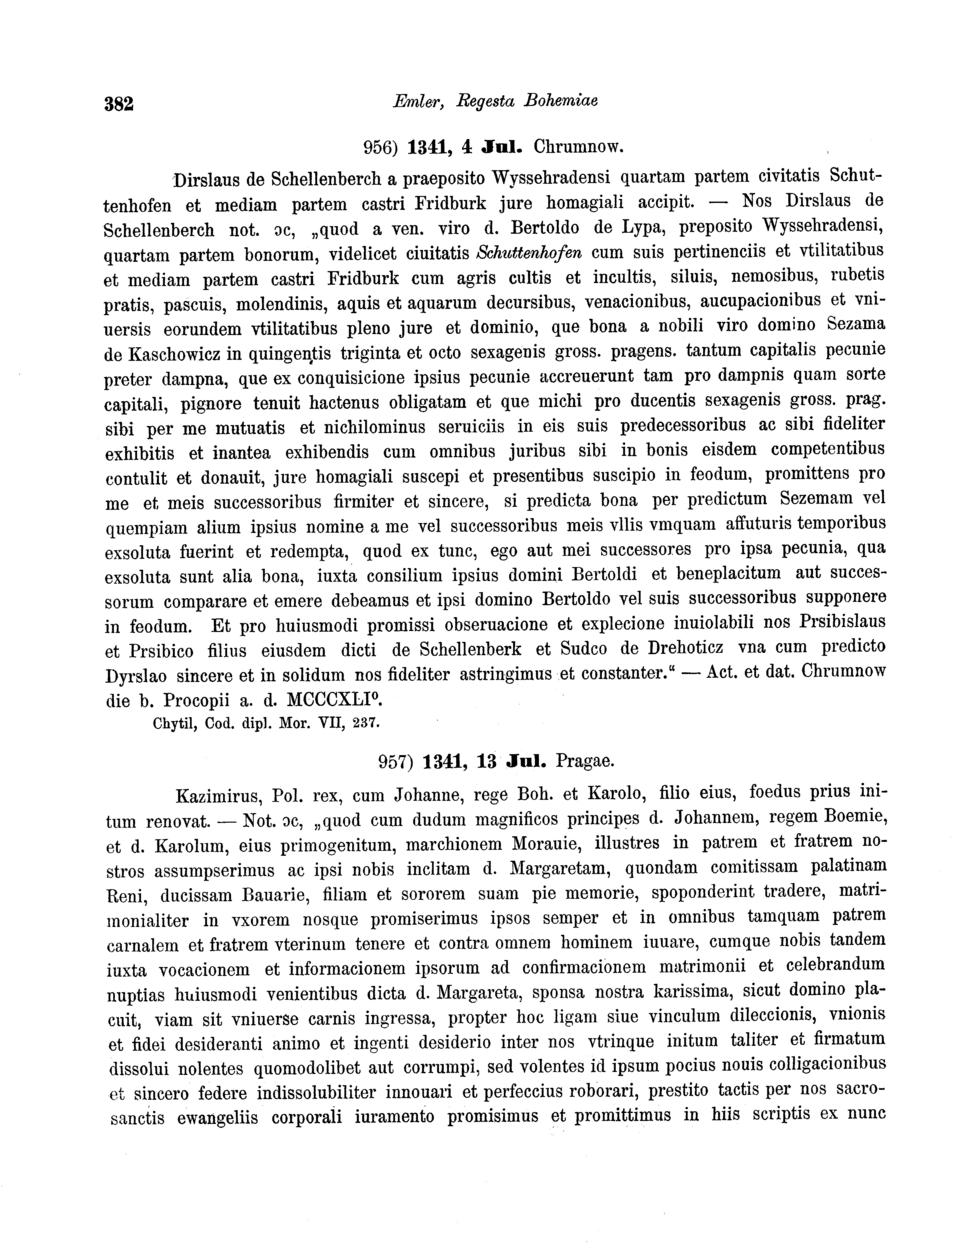 382
Emler, Regesta Bohemiae
956) 1341, 4 Jul. Chrumnow.
Dirslaus de Schellenberch a praeposito Wyssehradensi quartam partem civitatis Schut-
tenhofen et mediam partem castri Fridburk jure homagiali accipit. — Nos Dirslaus de
Schellenberch not. ɔc, „quod a ven. viro d. Bertoldo de Lypa, preposito Wyssehradensi,
quartam partem bonorum, videlicet ciuitatis Schuttenhofen cum suis pertinenciis et vtilitatibus
et mediam partem castri Fridburk cum agris cultis et incultis, siluis, nemosibus, rubetis
pratis, pascuis, molendinis, aquis et aquarum decursibus, venacionibus, aucupacionibus et vni-
uersis eorundem vtilitatibus pleno jure et dominio, que bona a nobili viro domino Sezama
de Kaschowicz in quingentis triginta et octo sexagenis gross. pragens. tantum capitalis pecunie
preter dampna, que ex conquisicione ipsius pecunie accreuerunt tam pro dampnis quam sorte
capitali, pignore tenuit hactenus obligatam et que michi pro ducentis sexagenis gross. prag.
sibi per me mutuatis et nichilominus seruiciis in eis suis predecessoribus ac sibi fideliter
exhibitis et inantea exhibendis cum omnibus juribus sibi in bonis eisdem competentibus
contulit et donauit, jure homagiali suscepi et presentibus suscipio in feodum, promittens pro
me et meis successoribus firmiter et sincere, si predicta bona per predictum Sezemam vel
quempiam alium ipsius nomine a me vel successoribus meis vllis vmquam affuturis temporibus
exsoluta fuerint et redempta, quod ex tunc, ego aut mei successores pro ipsa pecunia, qua
exsoluta sunt alia bona, iuxta consilium ipsius domini Bertoldi et beneplacitum aut succes-
sorum comparare et emere debeamus et ipsi domino Bertoldo vel suis successoribus supponere
in feodum. Et pro huiusmodi promissi obseruacione et explecione inuiolabili nos Prsibislaus
et Prsibico filius eiusdem dicti de Schellenberk et Sudco de Drehoticz vna cum predicto
Dyrslao sincere et in solidum nos fideliter astringimus et constanter.“ — Act. et dat. Chrumnow
die b. Procopii a. d. MCCCXLI⁰.
Chytil, Cod. dipl. Mor. VII, 237.
957) 1341, 13 Jul. Pragae.
Kazimirus, Pol. rex, cum Johanne, rege Boh. et Karolo, filio eius, foedus prius ini-
tum renovat. — Not. ɔc, „quod cum dudum magnificos principes d. Johannem, regem Boemie,
et d. Karolum, eius primogenitum, marchionem Morauie, illustres in patrem et fratrem no-
stros assumpserimus ac ipsi nobis inclitam d. Margaretam, quondam comitissam palatinam
Reni, ducissam Bauarie, filiam et sororem suam pie memorie, spoponderint tradere, matri-
monialiter in vxorem nosque promiserimus ipsos semper et in omnibus tamquam patrem
carnalem et fratrem vterinum tenere et contra omnem hominem iuuare, cumque nobis tandem
iuxta vocacionem et informacionem ipsorum ad confirmacionem matrimonii et celebrandum
nuptias huiusmodi venientibus dicta d. Margareta, sponsa nostra karissima, sicut domino pla-
cuit, viam sit vniuerse carnis ingressa, propter hoc ligam siue vinculum dileccionis, vnionis
et fidei desideranti animo et ingenti desiderio inter nos vtrinque initum taliter et firmatum
dissolui nolentes quomodolibet aut corrumpi, sed volentes id ipsum pocius nouis colligacionibus
et sincero federe indissolubiliter innouari et perfeccius roborari, prestito tactis per nos sacro-
sanctis ewangeliis corporali iuramento promisimus et promittimus in hiis scriptis ex nunc